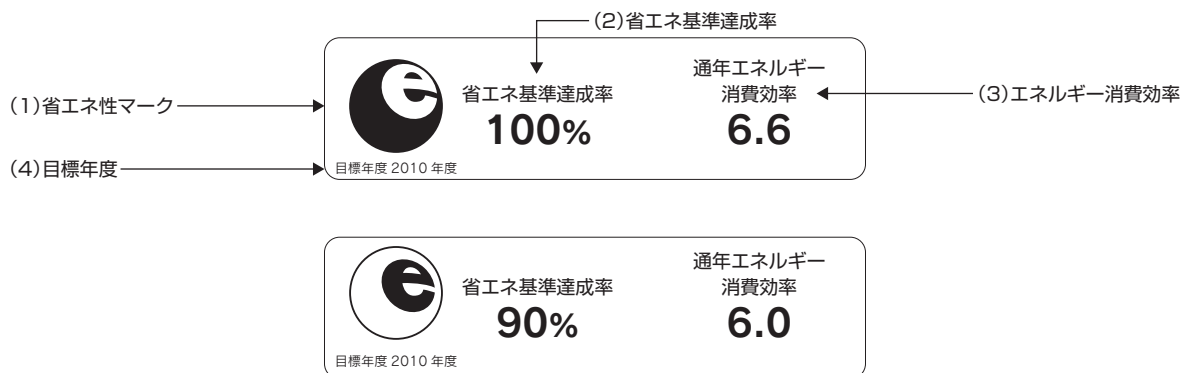 (2)省エネ基準達成率
(1)省エネ性マーク
e
省エネ基準達成率
100%
通年エネルギー
消費効率
6.6
(3)エネルギー消費効率
(4)目標年度
目標年度 2010 年度
e
省エネ基準達成率
90%
通年エネルギー
消費効率
6.0
目標年度 2010 年度